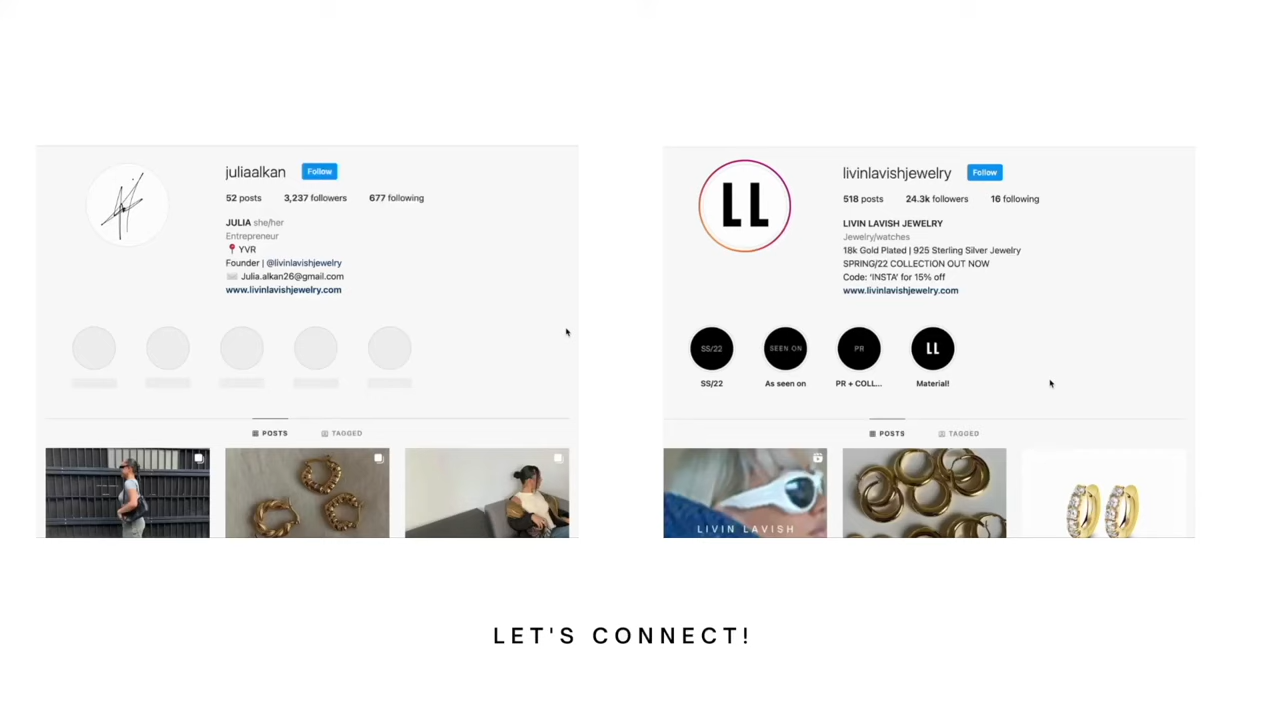 juliaalkan Follow
52 posts 3,237 followers 677 following
JULIA she/her
Entrepreneur
📍 YVR
Founder | @livinlavishjewelry
✉️ Julia.alkan26@gmail.com
www.livinlavishjewelry.com
POSTS TAGGED
LL
livinlavishjewelry Follow
518 posts 24.3k followers 16 following
LIVIN LAVISH JEWELRY
Jewelry/watches
18k Gold Plated | 925 Sterling Silver Jewelry
SPRING/22 COLLECTION OUT NOW
Code: 'INSTA' for 15% off
www.livinlavishjewelry.com
SS/22 SEEN ON PR LL
SS/22 As seen on PR + COLL... Material!
POSTS TAGGED
LIVIN LAVISH
LET'S CONNECT!